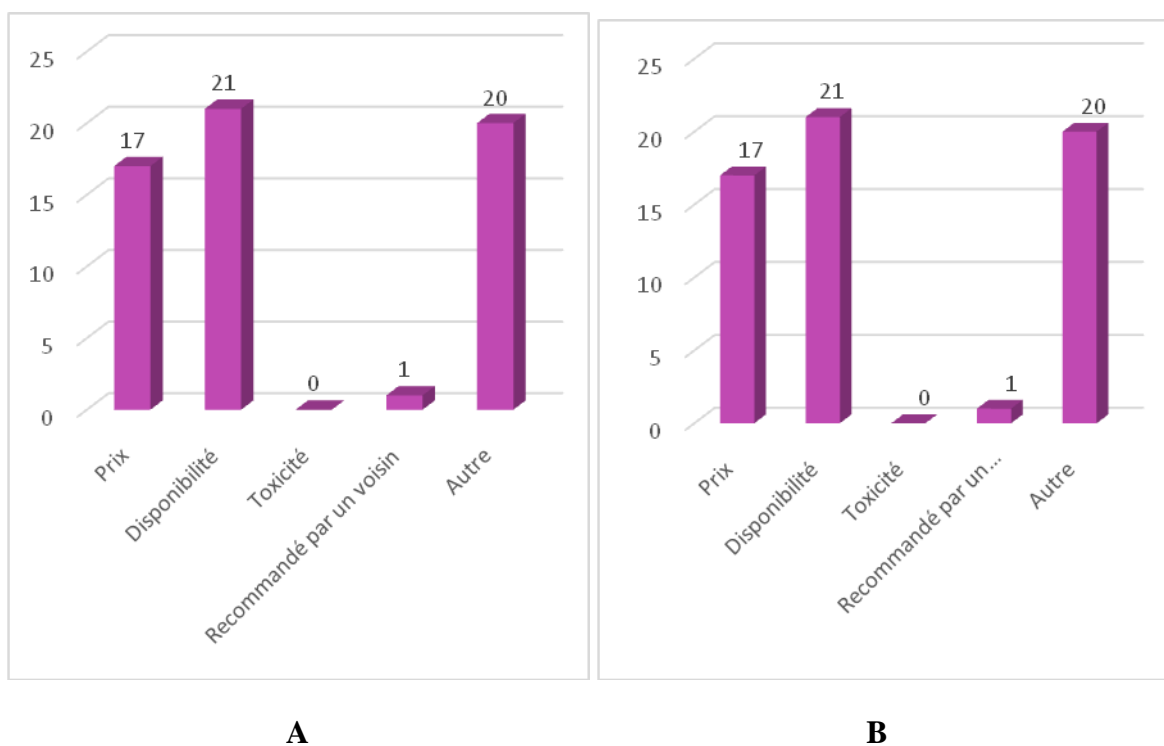 25
20
15
10
5
0
17
21
0
1
20
Prix
Disponibilité
Toxicité
Recommandé par un voisin
Autre
A
25
20
15
10
5
0
17
21
0
1
20
Prix
Disponibilité
Toxicité
Recommandé par un...
Autre
B